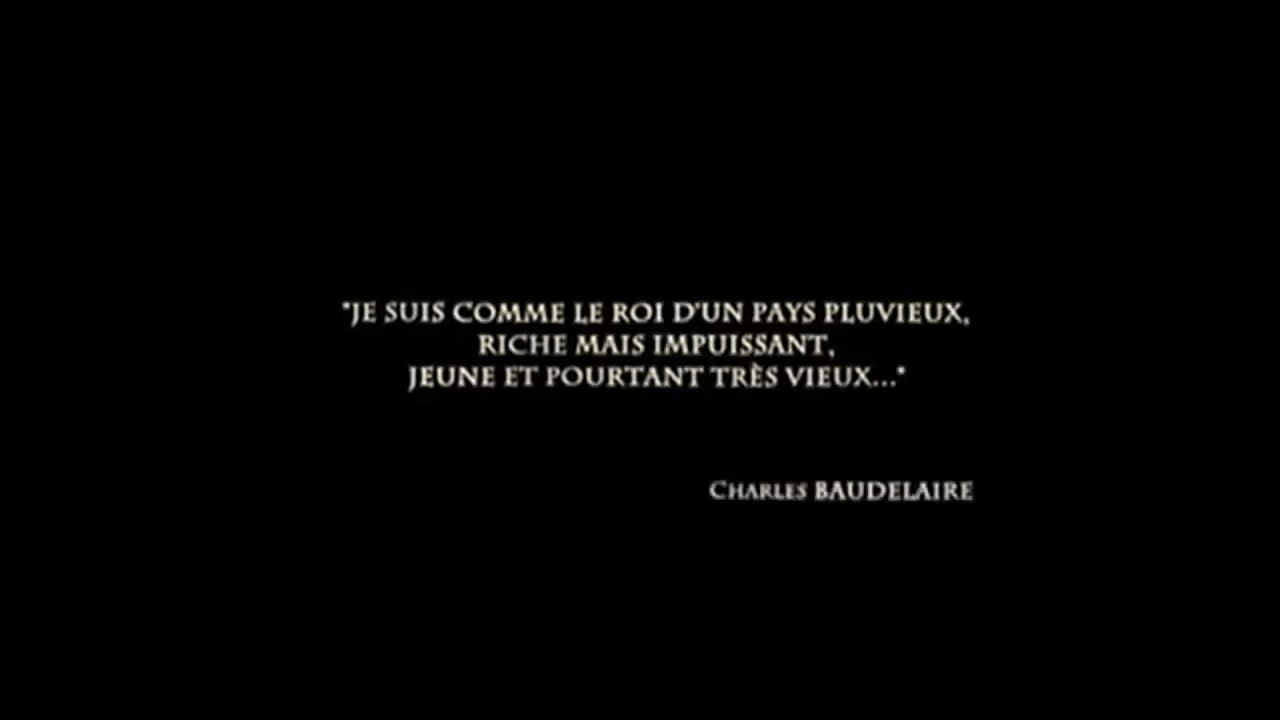 "JE SUIS COMME LE ROI D'UN PAYS PLUVIEUX,
RICHE MAIS IMPUISSANT,
JEUNE ET POURTANT TRÈS VIEUX..."
CHARLES BAUDELAIRE